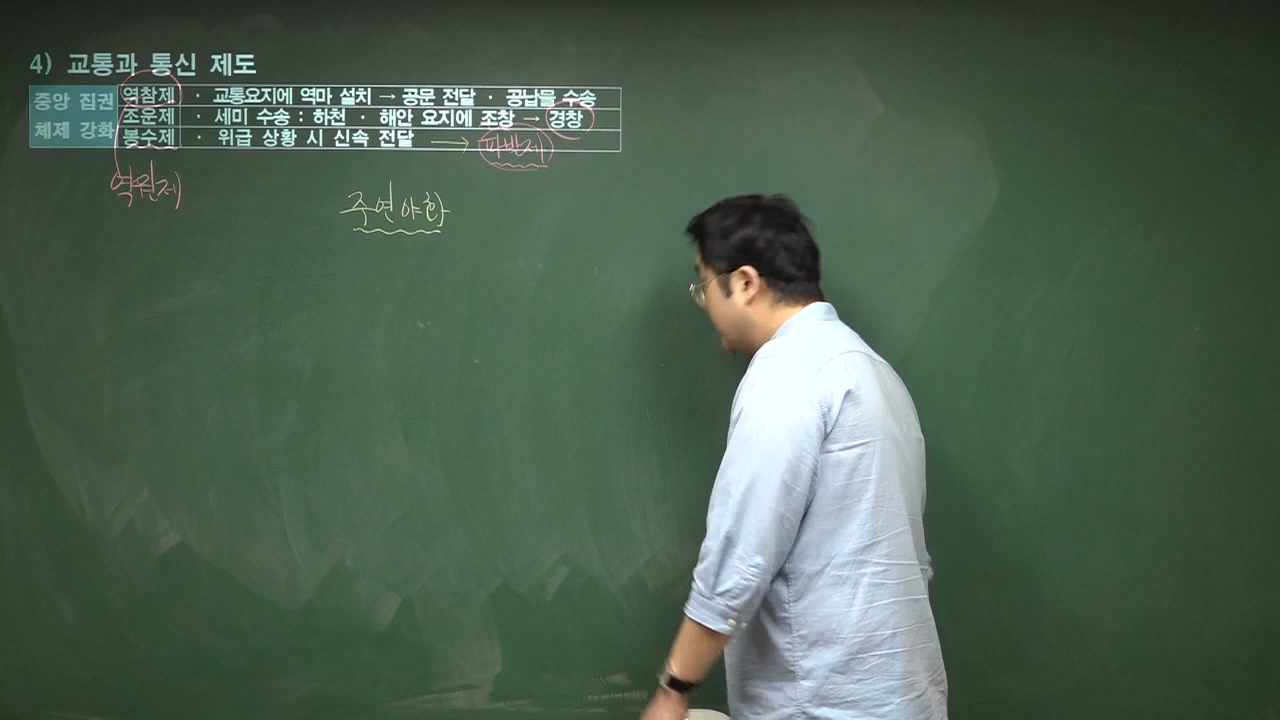 4) 교통과 통신 제도
중앙 집권
체제 강화
역참제 · 교통요지에 역마 설치 → 공문 전달 · 공납물 수송
조운제 · 세미 수송 : 하천 · 해안 요지에 조창 → 경창
봉수제 · 위급 상황 시 신속 전달 → 파발제
역원제
주연야화